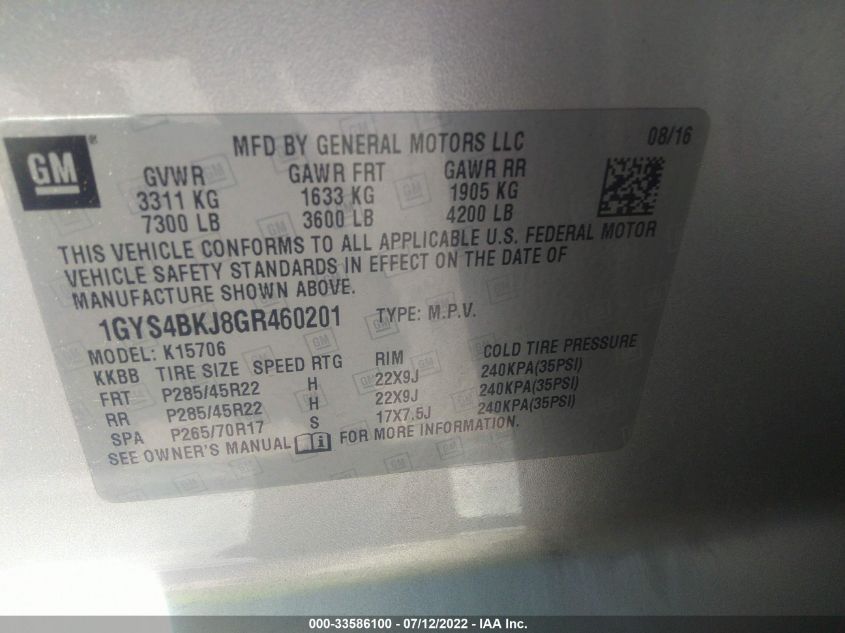 GM
MFD BY GENERAL MOTORS LLC 08/16
GVWR GAWR FRT GAWR RR
3311 KG 1633 KG 1905 KG
7300 LB 3600 LB 4200 LB
THIS VEHICLE CONFORMS TO ALL APPLICABLE U.S. FEDERAL MOTOR
VEHICLE SAFETY STANDARDS IN EFFECT ON THE DATE OF
MANUFACTURE SHOWN ABOVE.
1GYS4BKJ8GR460201 TYPE: M.P.V.
MODEL: K15706
KKBB TIRE SIZE SPEED RTG RIM COLD TIRE PRESSURE
FRT P285/45R22 H 22X9J 240KPA(35PSI)
RR P285/45R22 H 22X9J 240KPA(35PSI)
SPA P265/70R17 S 17X7.5J 240KPA(35PSI)
SEE OWNER'S MANUAL FOR MORE INFORMATION.
000-33586100 - 07/12/2022 - IAA Inc.